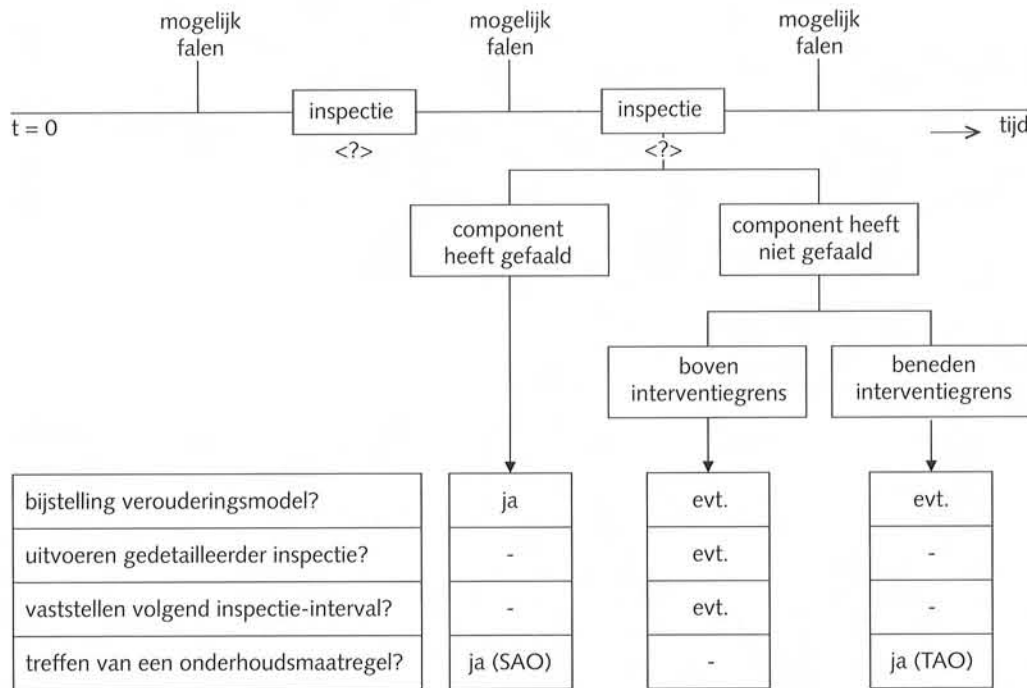 mogelijk falen
mogelijk falen
mogelijk falen
inspectie
inspectie
t = 0
tijd
<?>
<?>
component
heeft gefaald
component heeft
niet gefaald
boven
interventiegrens
beneden
interventiegrens
bijstelling verouderingsmodel?
ja
evt.
evt.
uitvoeren gedetailleerder inspectie?
-
evt.
-
vaststellen volgend inspectie-interval?
-
evt.
-
treffen van een onderhoudsmaatregel?
ja (SAO)
-
ja (TAO)